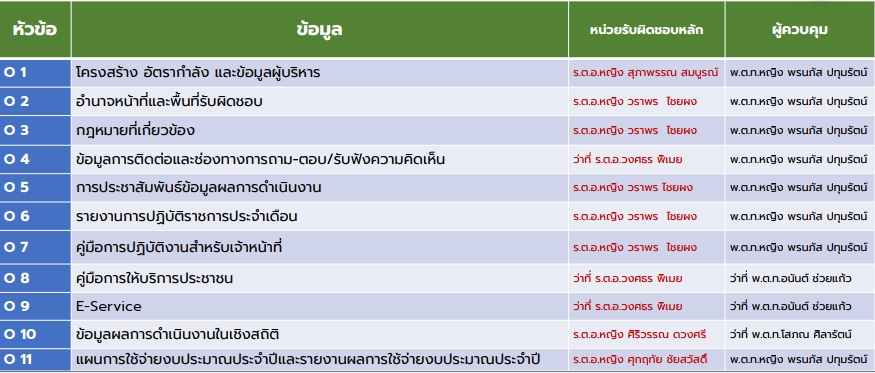 หัวข้อ ข้อมูล หน่วยรับผิดชอบหลัก ผู้ควบคุม
O 1 โครงสร้าง อัตรากำลัง และข้อมูลผู้บริหาร ร.ต.อ.หญิง สุภาพรรณ สมบูรณ์ พ.ต.ท.หญิง พรนภัส ปทุมรัตน์
O 2 อำนาจหน้าที่และพื้นที่รับผิดชอบ ร.ต.อ.หญิง วราพร ไชยผง พ.ต.ท.หญิง พรนภัส ปทุมรัตน์
O 3 กฎหมายที่เกี่ยวข้อง ร.ต.อ.หญิง วราพร ไชยผง พ.ต.ท.หญิง พรนภัส ปทุมรัตน์
O 4 ข้อมูลการติดต่อและช่องทางการถาม-ตอบ/รับฟังความคิดเห็น ว่าที่ ร.ต.อ.วงศธร พิเมย พ.ต.ท.หญิง พรนภัส ปทุมรัตน์
O 5 การประชาสัมพันธ์ข้อมูลผลการดำเนินงาน ร.ต.อ.หญิง วราพร ไชยผง พ.ต.ท.หญิง พรนภัส ปทุมรัตน์
O 6 รายงานการปฏิบัติราชการประจำเดือน ร.ต.อ.หญิง วราพร ไชยผง พ.ต.ท.หญิง พรนภัส ปทุมรัตน์
O 7 คู่มือการปฏิบัติงานสำหรับเจ้าหน้าที่ ร.ต.อ.หญิง วราพร ไชยผง พ.ต.ท.หญิง พรนภัส ปทุมรัตน์
O 8 คู่มือการให้บริการประชาชน ว่าที่ ร.ต.อ.วงศธร พิเมย ว่าที่ พ.ต.ท.อนันต์ ช่วยแก้ว
O 9 E-Service ว่าที่ ร.ต.อ.วงศธร พิเมย ว่าที่ พ.ต.ท.อนันต์ ช่วยแก้ว
O 10 ข้อมูลผลการดำเนินงานในเชิงสถิติ ร.ต.อ.หญิง ศิริวรรณ ดวงศรี ว่าที่ พ.ต.ท.โสภณ ศิลารัตน์
O 11 แผนการใช้จ่ายงบประมาณประจำปีและรายงานผลการใช้จ่ายงบประมาณประจำปี ร.ต.อ.หญิง ศุภฤทัย ชัยสวัสดิ์ พ.ต.ท.หญิง พรนภัส ปทุมรัตน์